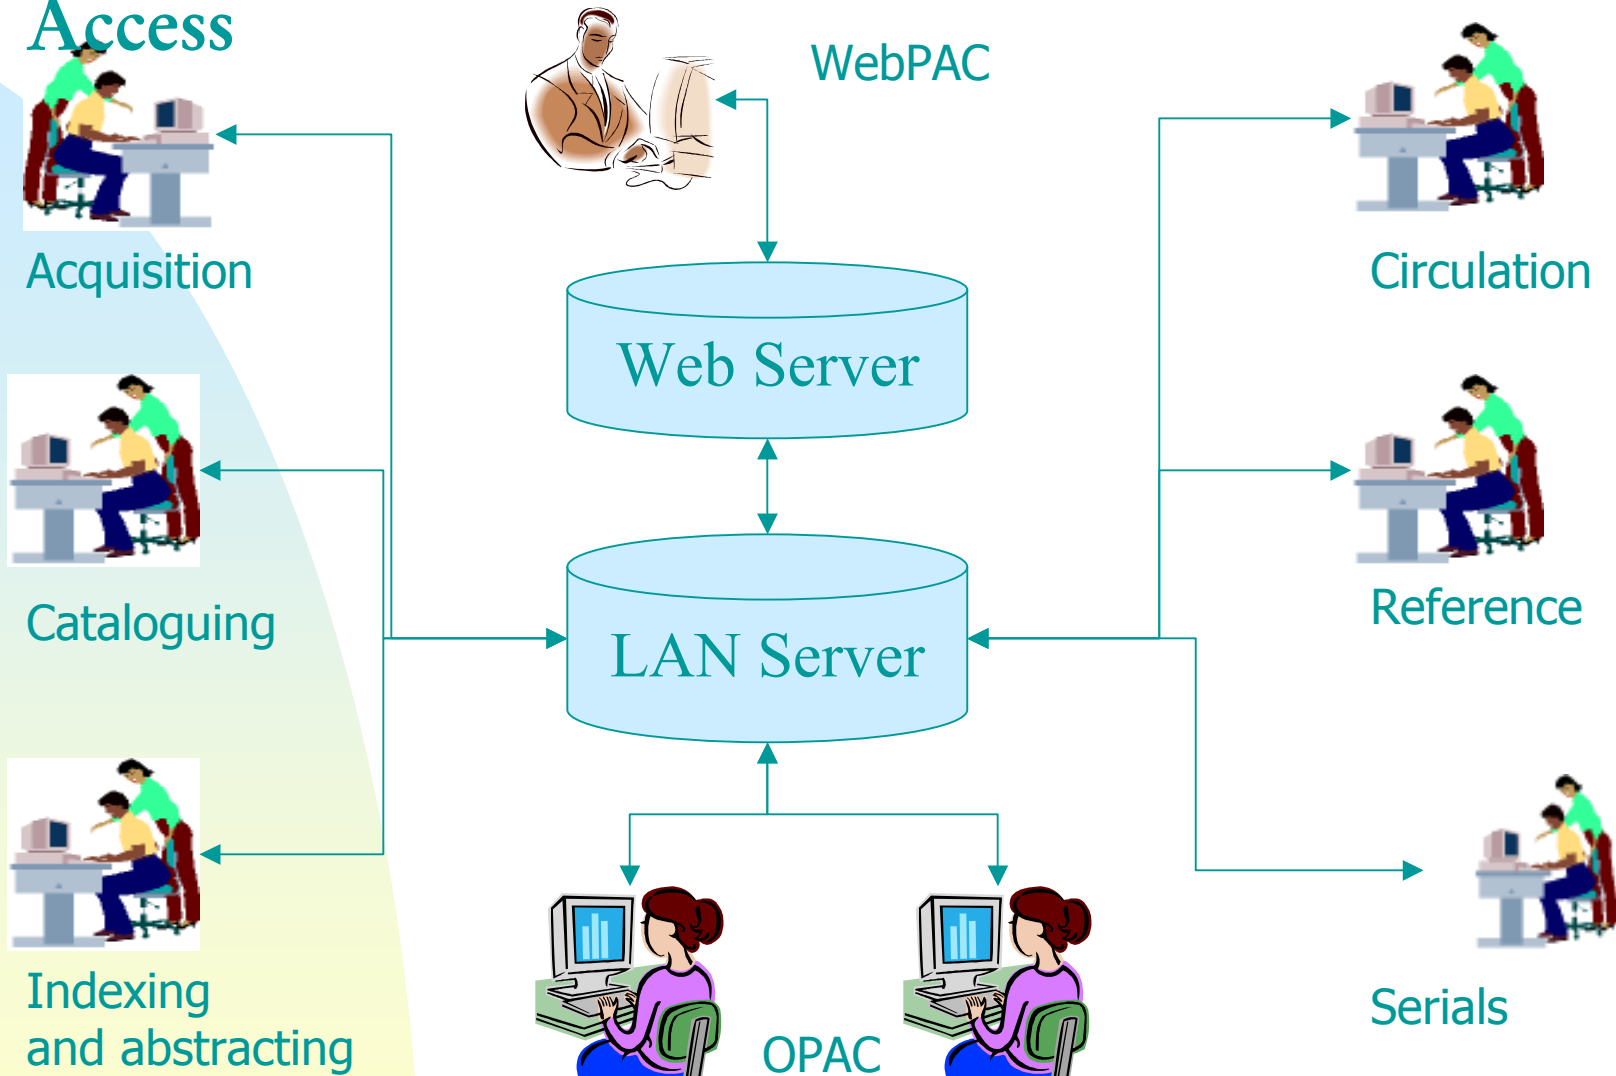 Access
WebPAC
Acquisition
Circulation
Web Server
Cataloguing
Reference
LAN Server
Indexing
and abstracting
Serials
OPAC